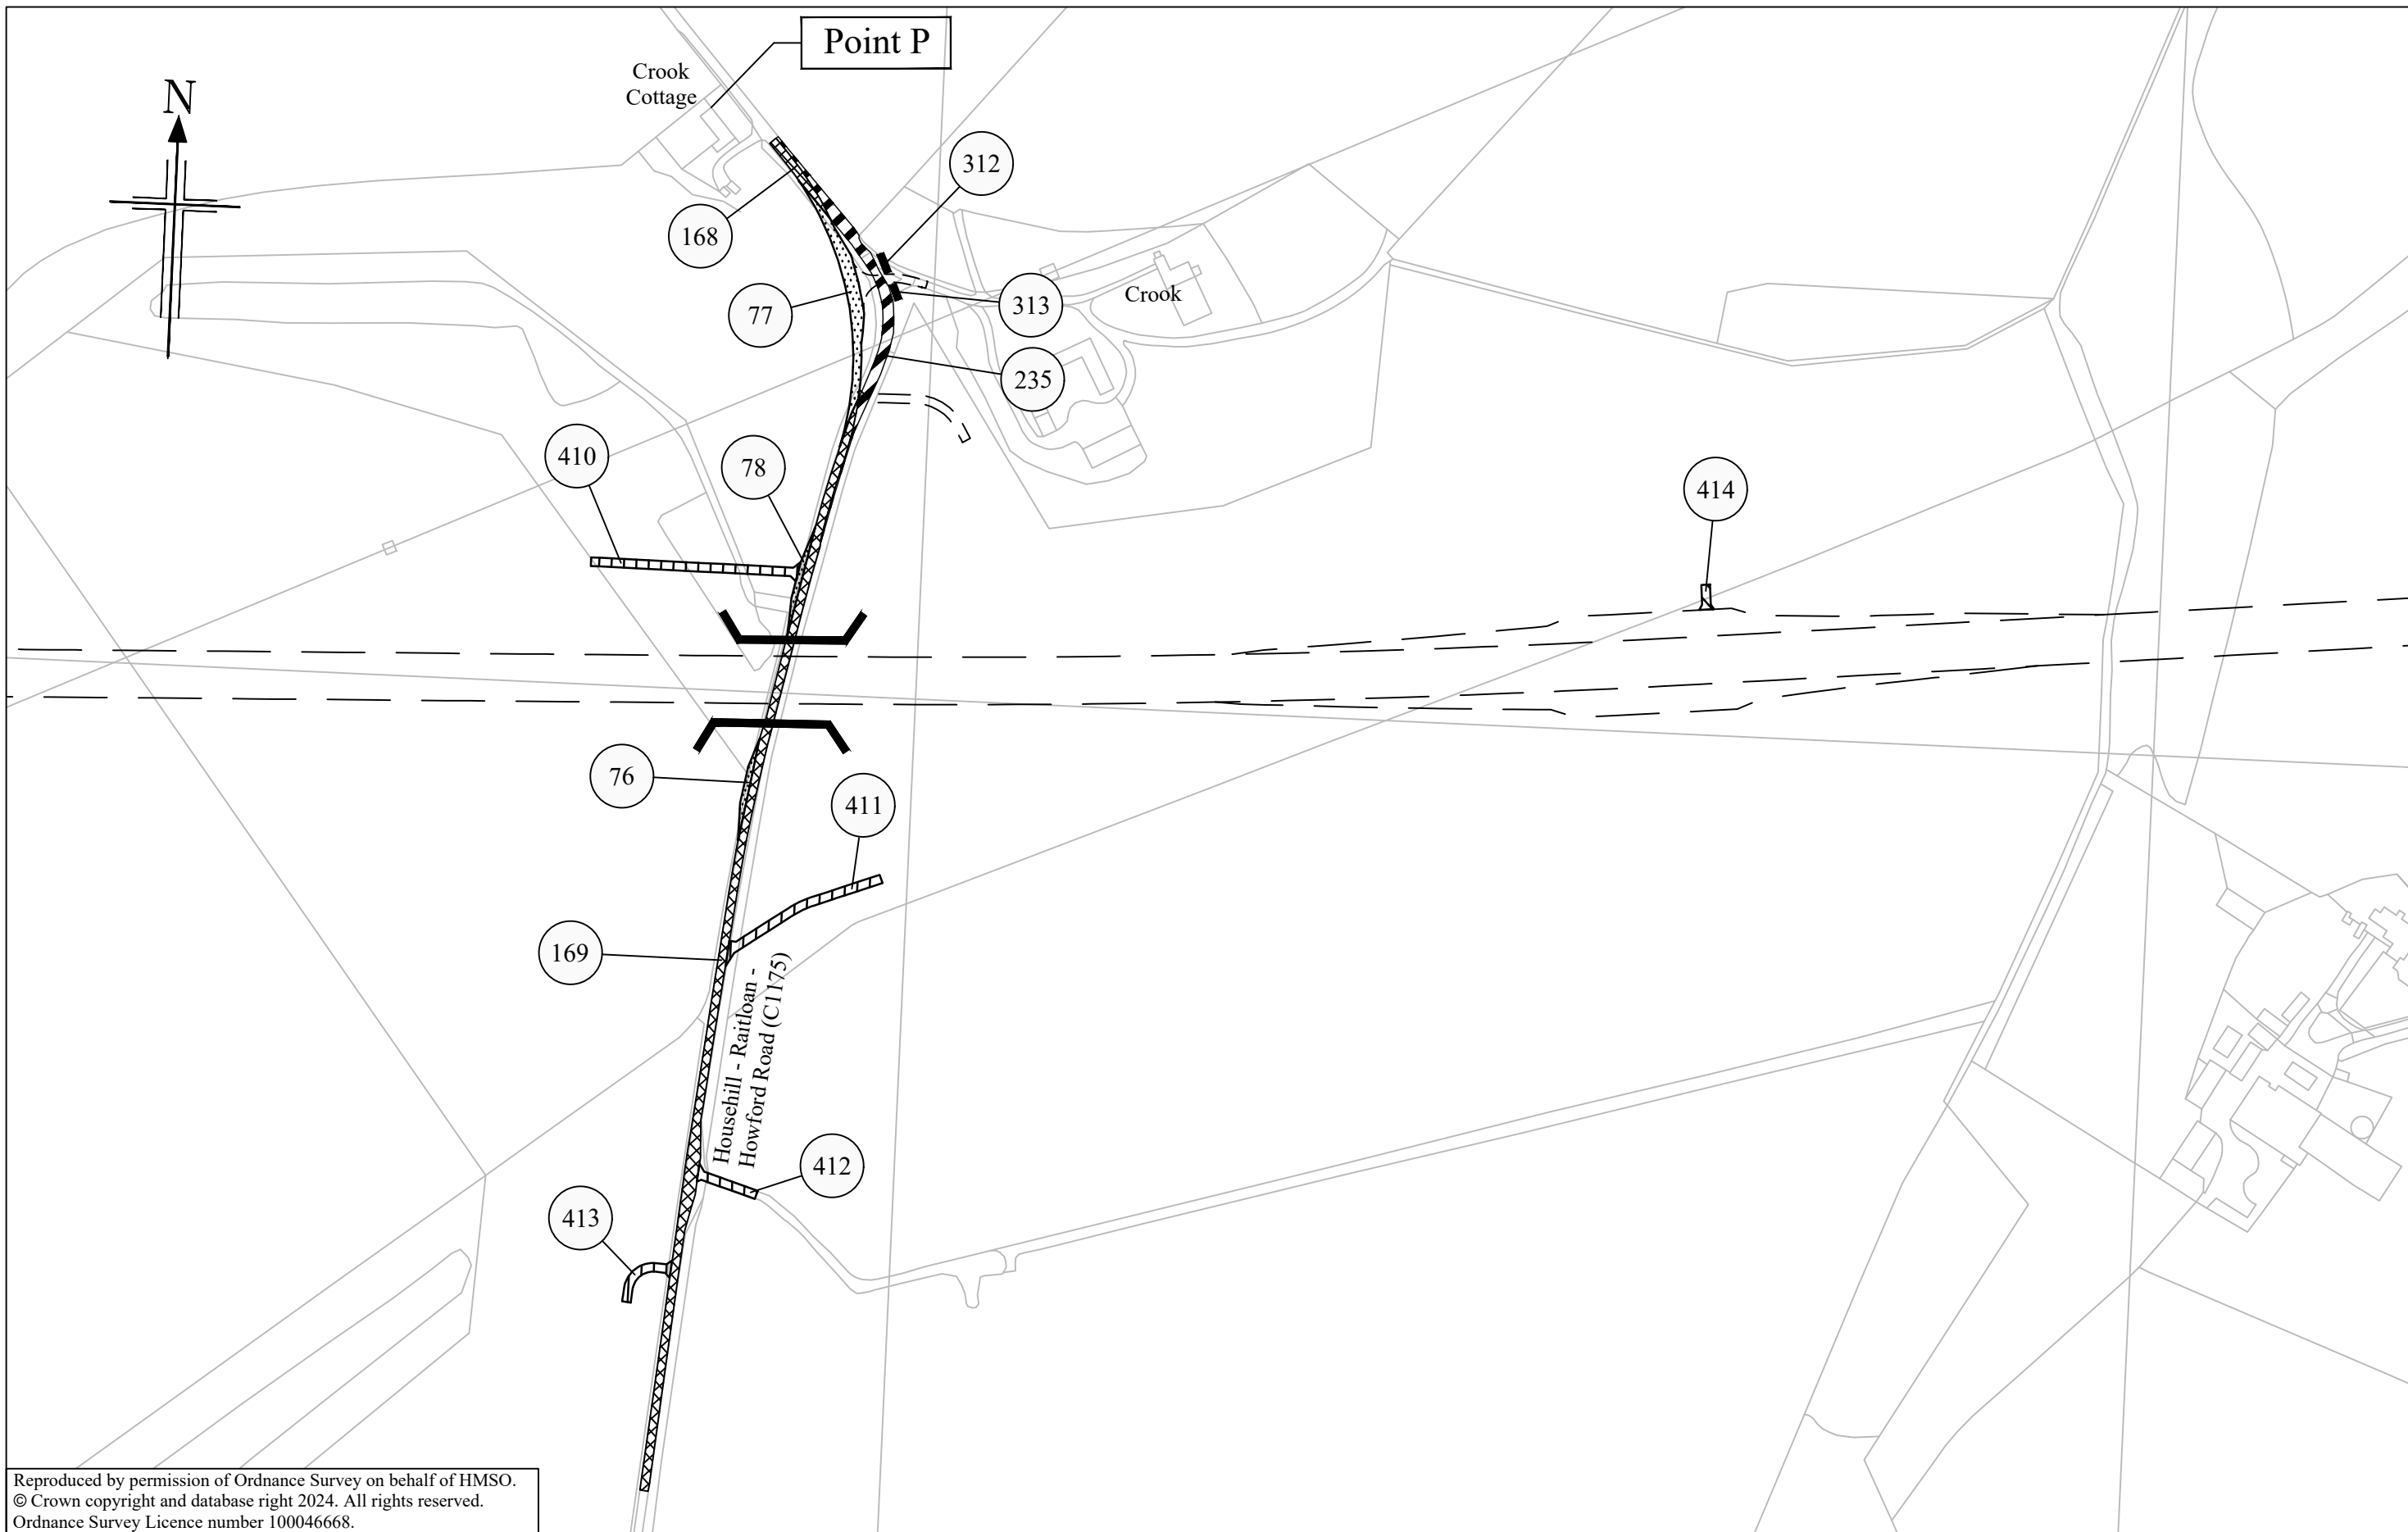 Point P
Crook
Cottage
N
312
168
77
Crook
313
235
410
78
414
76
411
169
Househill - Raitloan -
Howford Road (C1175)
412
413
Reproduced by permission of Ordnance Survey on behalf of HMSO.
© Crown copyright and database right 2024. All rights reserved.
Ordnance Survey Licence number 100046668.